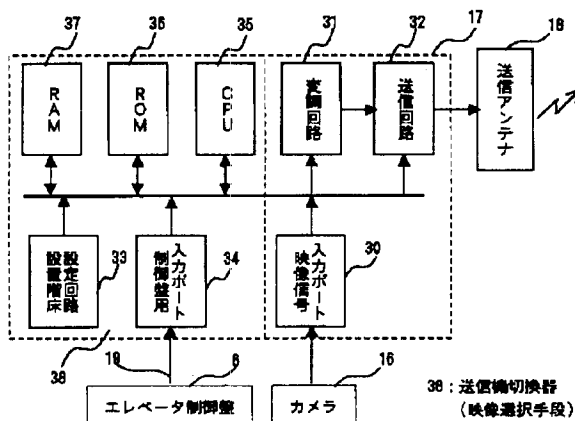 37
36
35
31
32
17
18
RAM
ROM
CPU
変調回路
送信回路
送信アンテナ
設置階床
設定回路
33
制御盤用
入力ポート
34
映像信号
入力ポート
30
38
19
6
16
エレベータ制御盤
カメラ
38：送信機切換器
（映像選択手段）